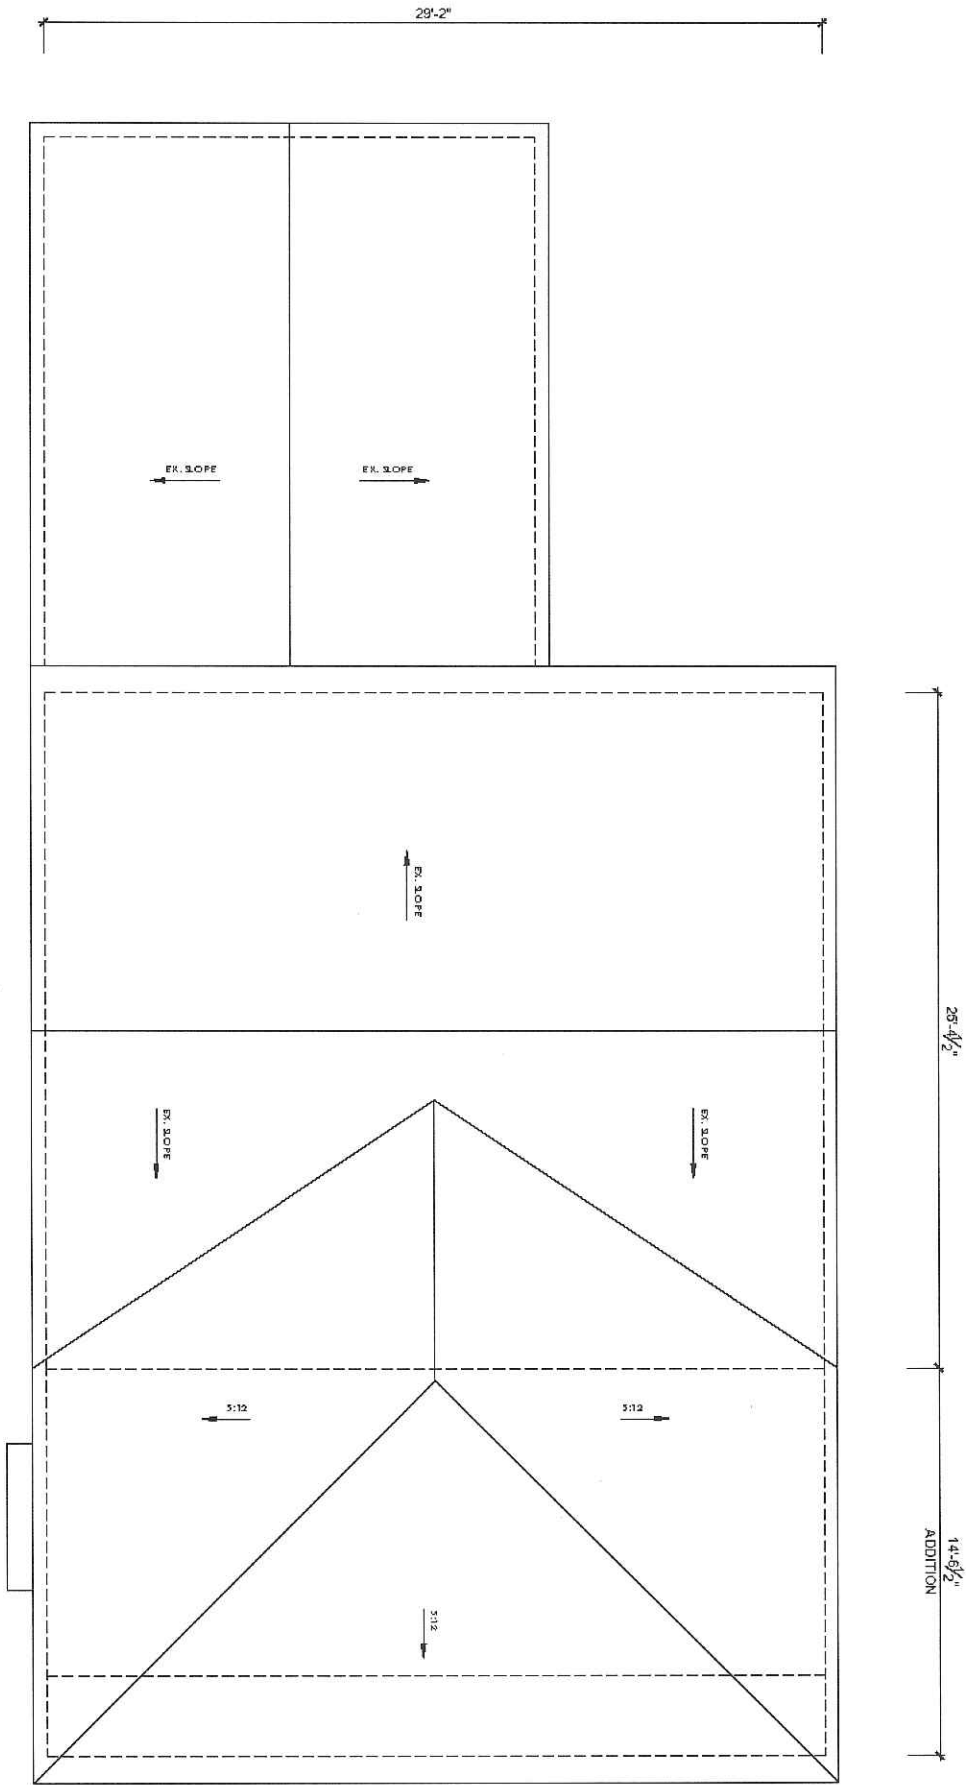 29'-2"
EX. SLOPE
EX. SLOPE
EX. SLOPE
25'-4½"
EX. SLOPE
EX. SLOPE
5:12
5:12
14'-6½"
ADDITION
5:12